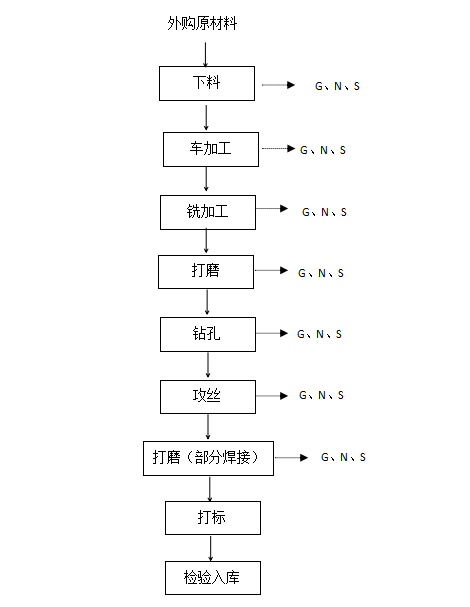 外购原材料
下料
G、N、S
车加工
G、N、S
铣加工
G、N、S
打磨
G、N、S
钻孔
G、N、S
攻丝
G、N、S
打磨（部分焊接）
G、N、S
打标
检验入库